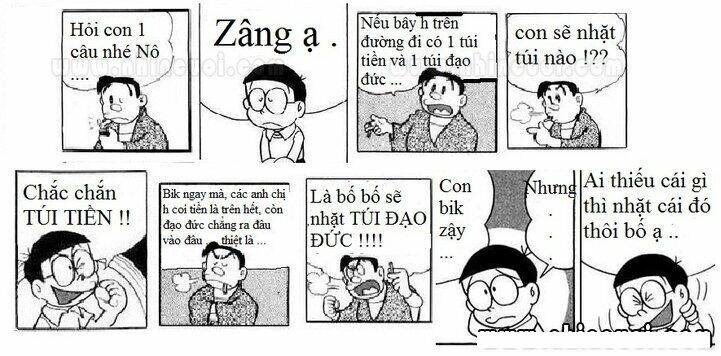 Hỏi con 1
câu nhé Nô
....
Zâng ạ .
Nếu bây h trên
đường đi có 1 túi
tiền và 1 túi đạo
đức ...
con sẽ nhặt
túi nào !??
Chắc chắn
TÚI TIỀN !!
Bik ngay mà, các anh chị
h coi tiền là trên hết, còn
đạo đức chẳng ra đâu
vào đâu ... thiệt là ...
Là bố bố sẽ
nhặt TÚI ĐẠO
ĐỨC !!!!
Con
bik
zậy
...
Nhưng
.
.
.
Ai thiếu cái gì
thì nhặt cái đó
thôi bố ạ ..